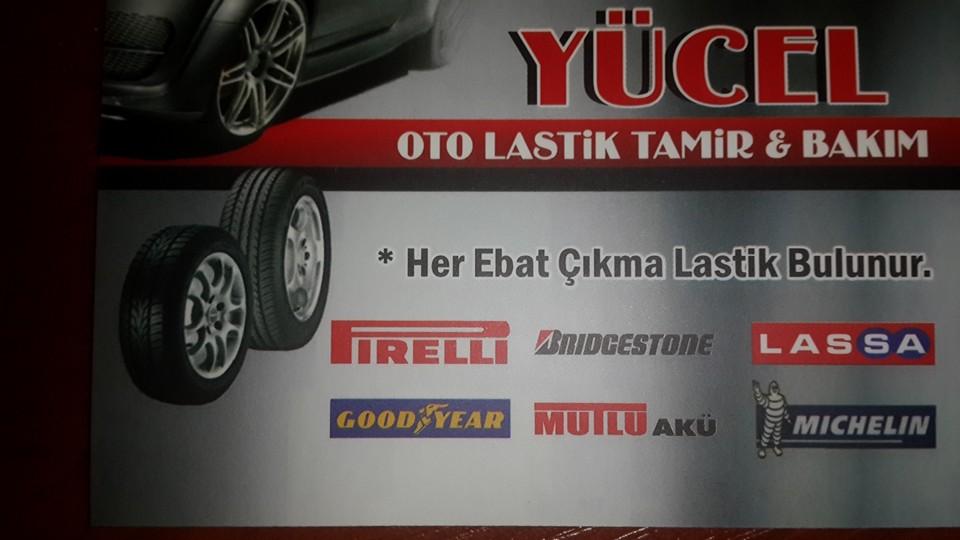 YÜCEL
OTO LASTİK TAMİR & BAKIM
* Her Ebat Çıkma Lastik Bulunur.
PIRELLI BRIDGESTONE LASSA
GOODYEAR MUTLU AKÜ MICHELIN